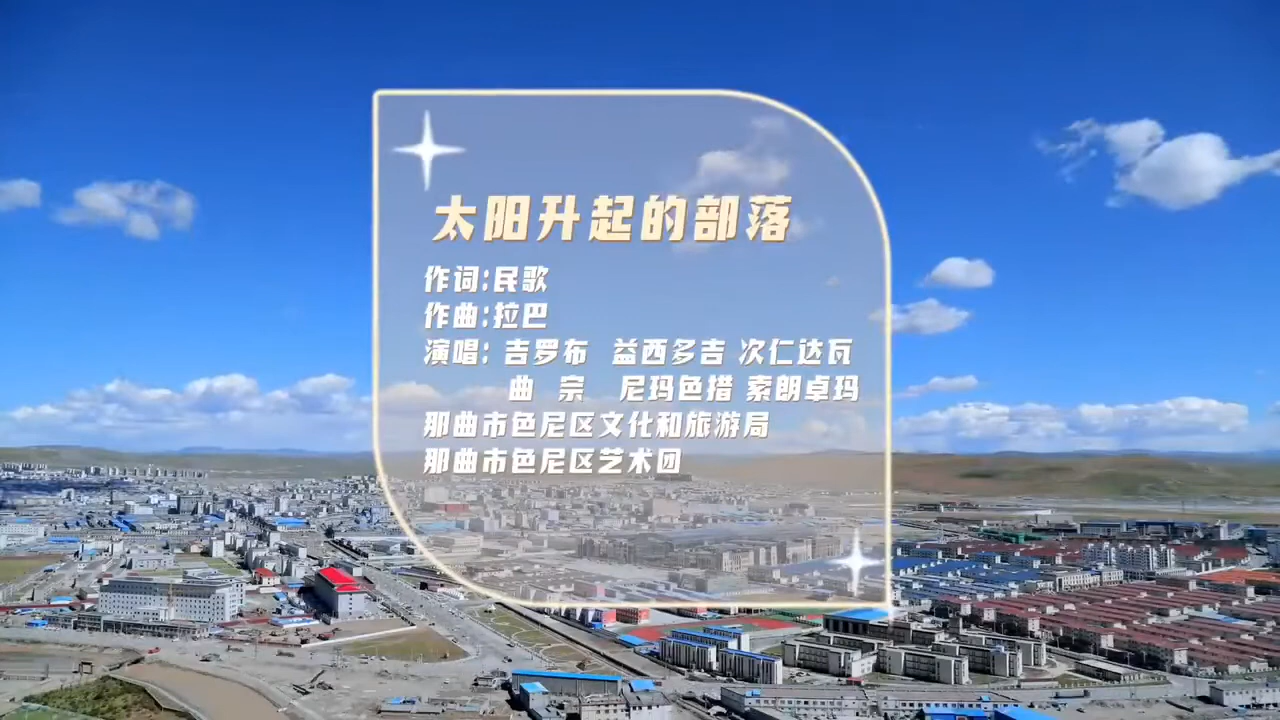 太阳升起的部落
作词:民歌
作曲:拉巴
演唱: 吉罗布 益西多吉 次仁达瓦
曲 宗 尼玛色措 索朗卓玛
那曲市色尼区文化和旅游局
那曲市色尼区艺术团